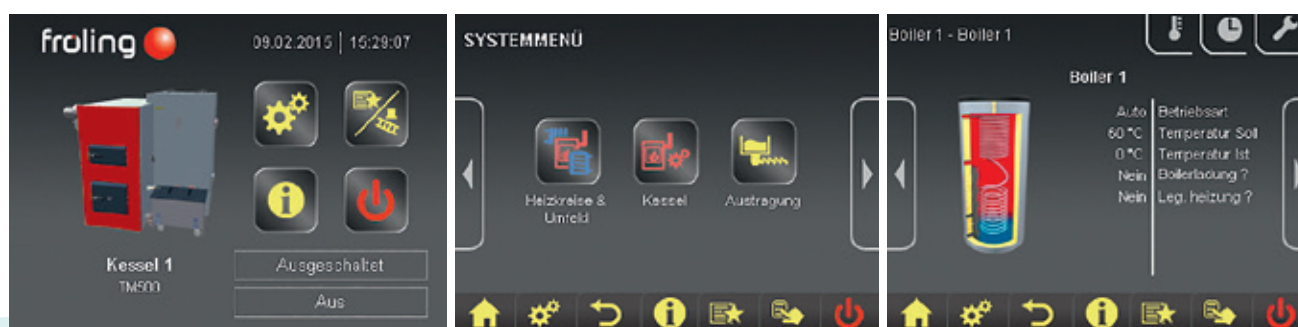 froling
09.02.2015 | 15:29:07
Kessel 1
TM500
Ausgeschaltet
Aus
SYSTEMMENÜ
Heizkreise & Umfeld
Kessel
Austragung
Boiler 1 - Boiler 1
Boiler 1
Auto Betriebsart
60 °C Temperatur Soll
0 °C Temperatur Ist
Nein Boilerladung ?
Nein Leg. heizung ?